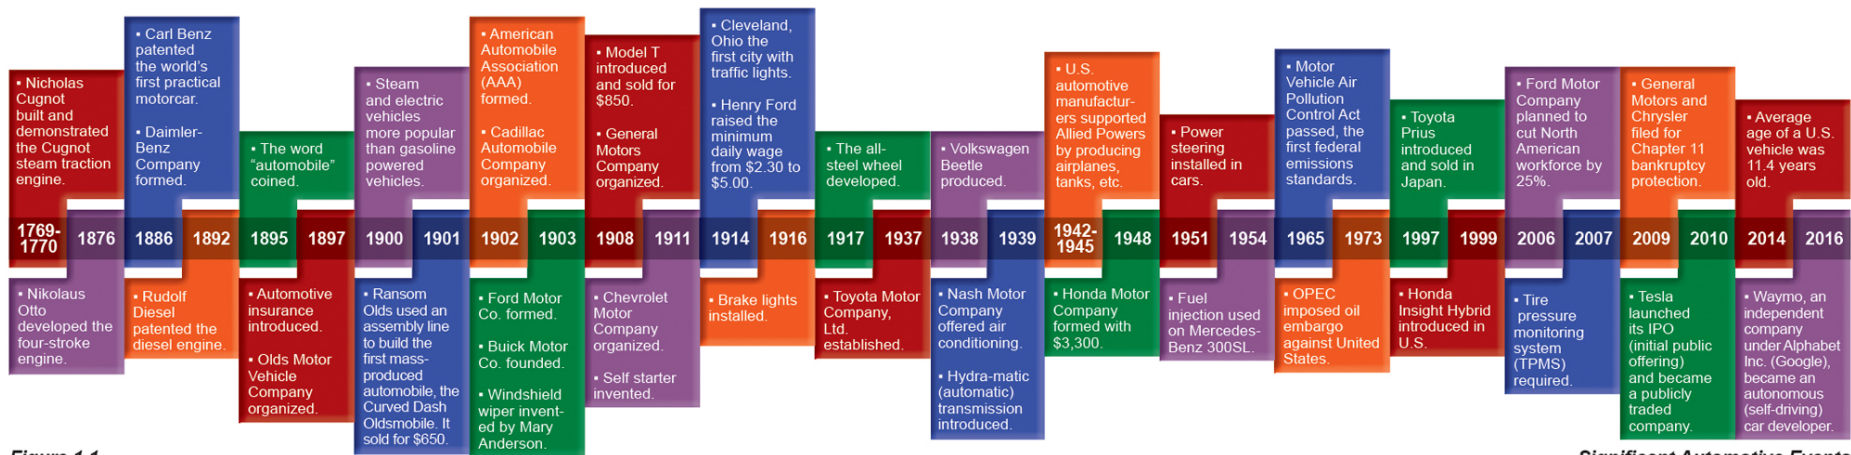 ▪ Nicholas
Cugnot
built and
demonstrated
the Cugnot
steam traction
engine.
▪ Carl Benz
patented
the world's
first practical
motorcar.
▪ Daimler-
Benz
Company
formed.
▪ The word
"automobile"
coined.
▪ Steam
and electric
vehicles
more popular
than gasoline
powered
vehicles.
▪ American
Automobile
Association
(AAA)
formed.
▪ Cadillac
Automobile
Company
organized.
▪ Model T
introduced
and sold for
$850.
▪ General
Motors
Company
organized.
▪ Cleveland,
Ohio the
first city with
traffic lights.
▪ Henry Ford
raised the
minimum
daily wage
from $2.30 to
$5.00.
▪ The all-
steel wheel
developed.
▪ Volkswagen
Beetle
produced.
▪ U.S.
automotive
manufactur-
ers supported
Allied Powers
by producing
airplanes,
tanks, etc.
▪ Power
steering
installed in
cars.
▪ Motor
Vehicle Air
Pollution
Control Act
passed, the
first federal
emissions
standards.
▪ Toyota
Prius
introduced
and sold in
Japan.
▪ Ford Motor
Company
planned to
cut North
American
workforce by
25%.
▪ General
Motors and
Chrysler
filed for
Chapter 11
bankruptcy
protection.
▪ Average
age of a U.S.
vehicle was
11.4 years
old.
1769-
1770 1876 1886 1892 1895 1897 1900 1901 1902 1903 1908 1911 1914 1916 1917 1937 1938 1939 1942-
1945 1948 1951 1954 1965 1973 1997 1999 2006 2007 2009 2010 2014 2016
▪ Nikolaus
Otto
developed the
four-stroke
engine.
▪ Rudolf
Diesel
patented the
diesel engine.
▪ Automotive
insurance
introduced.
▪ Olds Motor
Vehicle
Company
organized.
▪ Ransom
Olds used an
assembly line
to build the
first mass-
produced
automobile, the
Curved Dash
Oldsmobile. It
sold for $650.
▪ Ford Motor
Co. formed.
▪ Buick Motor
Co. founded.
▪ Windshield
wiper invent-
ed by Mary
Anderson.
▪ Chevrolet
Motor
Company
organized.
▪ Self starter
invented.
▪ Brake lights
installed.
▪ Toyota Motor
Company,
Ltd.
established.
▪ Nash Motor
Company
offered air
conditioning.
▪ Hydra-matic
(automatic)
transmission
introduced.
▪ Honda Motor
Company
formed with
$3,300.
▪ Fuel
injection used
on Mercedes-
Benz 300SL.
▪ OPEC
imposed oil
embargo
against United
States.
▪ Honda
Insight Hybrid
introduced in
U.S.
▪ Tire
pressure
monitoring
system
(TPMS)
required.
▪ Tesla
launched
its IPO
(initial public
offering)
and became
a publicly
traded
company.
▪ Waymo, an
independent
company
under Alphabet
Inc. (Google),
became an
autonomous
(self-driving)
car developer.
Figure 1.1
Significant Automotive Events